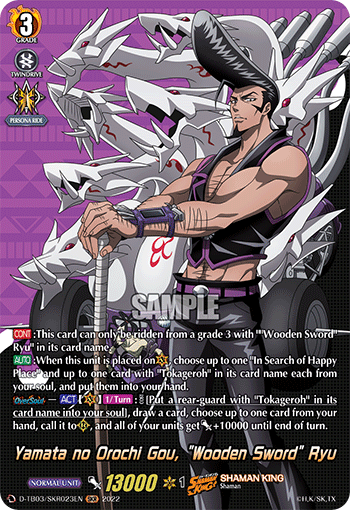 3
GRADE
TWINDRIVE
PERSONA RIDE
SAMPLE
CONT:This card can only be ridden from a grade 3 with "“Wooden Sword”
Ryu" in its card name.
AUTO:When this unit is placed on, choose up to one "In Search of Happy
Place" and up to one card with "Tokageroh" in its card name each from
your soul, and put them into your hand.
OverSoul — ACT 1/Turn: COST[Put a rear-guard with "Tokageroh" in its
card name into your soul], draw a card, choose up to one card from your
hand, call it to, and all of your units get +10000 until end of turn.
Yamata no Orochi Gou, "Wooden Sword" Ryu
NORMAL UNIT 13000 1 SHAMAN KING SHAMAN KING
Shaman
D-TB03/SKR023EN SKR 2022 ©H,K/SK,TX